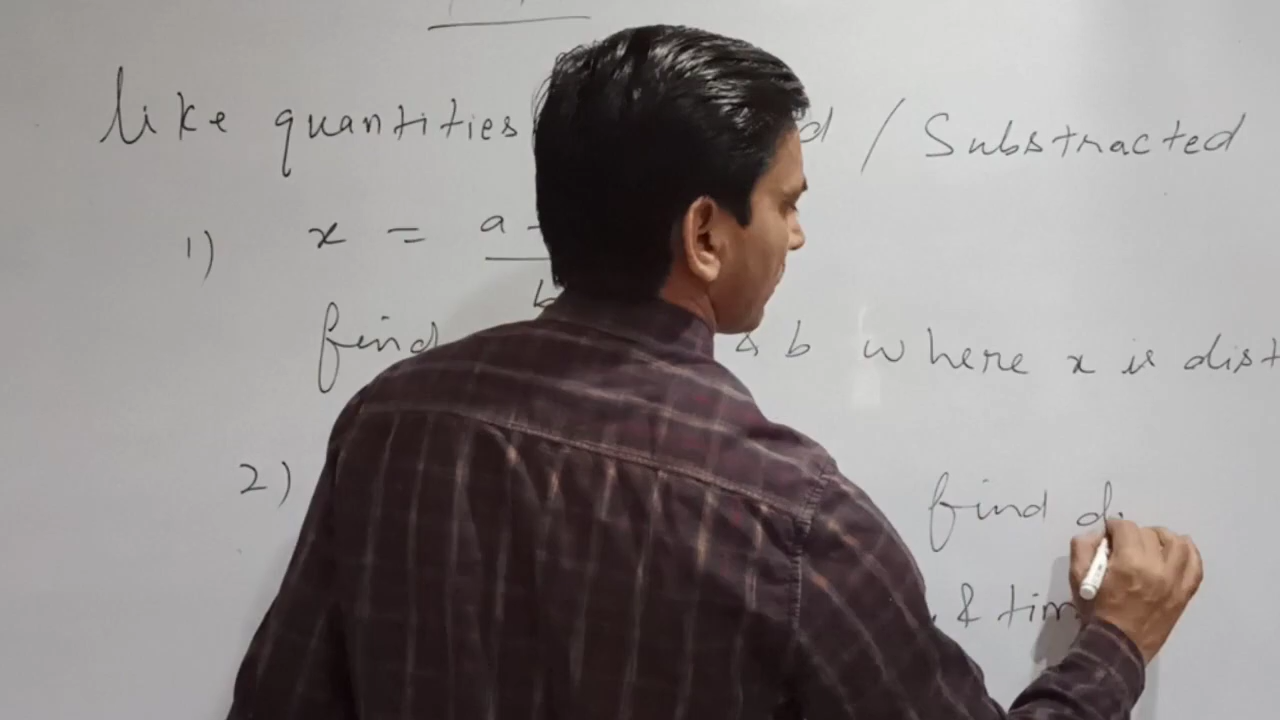 like quantities / Substracted
1) x = a -
b
find & b where x is dist
2) find
& tim